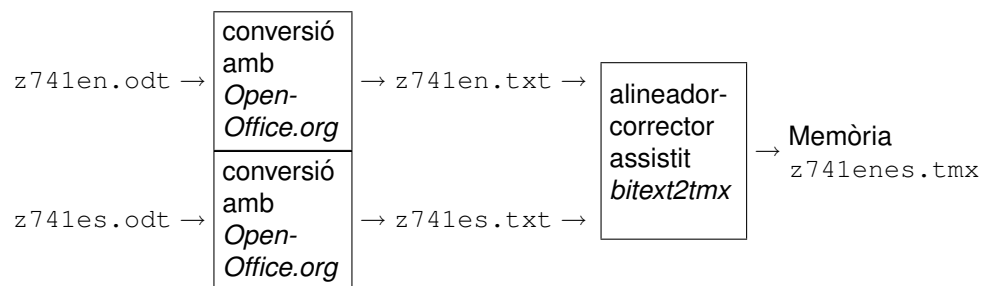 z741en.odt →
conversió
amb
Open-
Office.org
→ z741en.txt →
z741es.odt →
conversió
amb
Open-
Office.org
→ z741es.txt →
alineador-
corrector
assistit
bitext2tmx
→
Memòria
z741enes.tmx